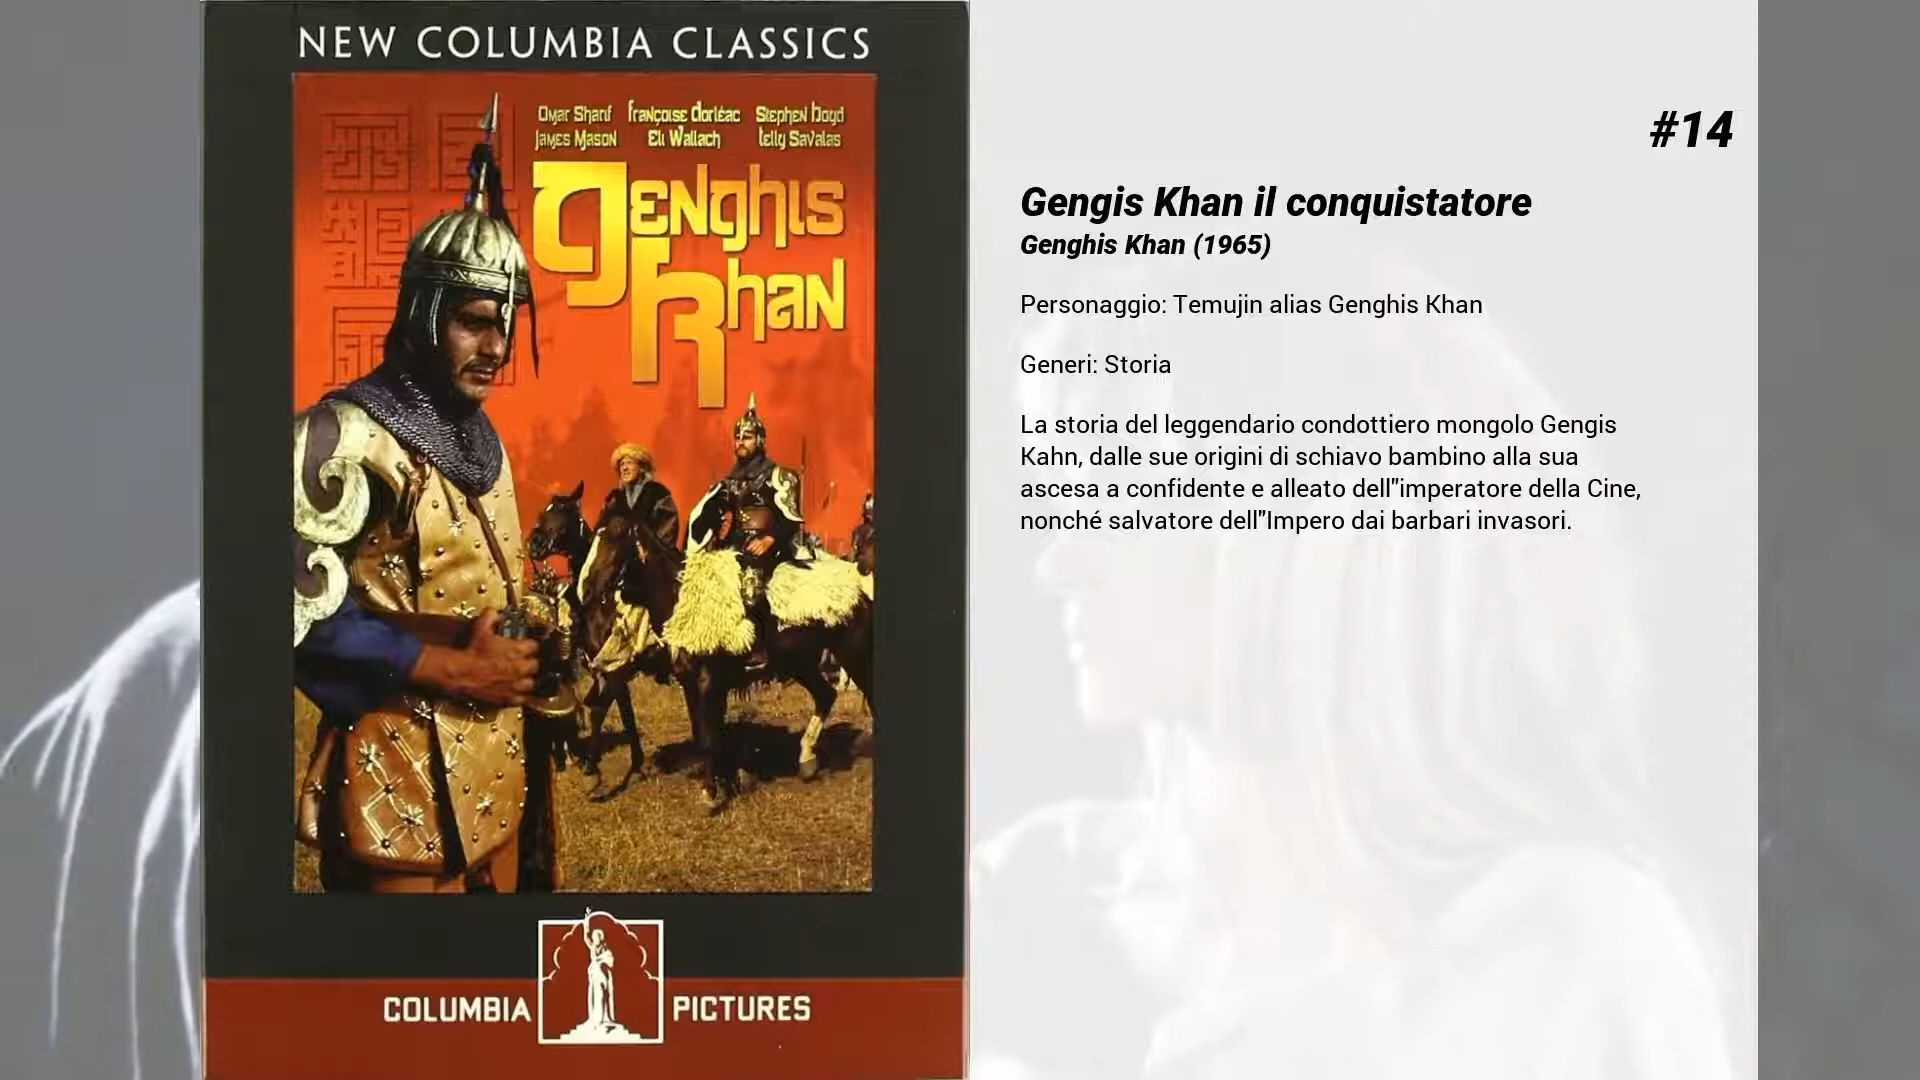 NEW COLUMBIA CLASSICS
Omar Sharif Françoise Dorléac Stephen Boyd
James Mason Eli Wallach Telly Savalas
Genghis
Khan
COLUMBIA PICTURES
#14
Gengis Khan il conquistatore
Genghis Khan (1965)
Personaggio: Temujin alias Genghis Khan
Generi: Storia
La storia del leggendario condottiero mongolo Gengis
Kahn, dalle sue origini di schiavo bambino alla sua
ascesa a confidente e alleato dell"imperatore della Cine,
nonché salvatore dell"Impero dai barbari invasori.